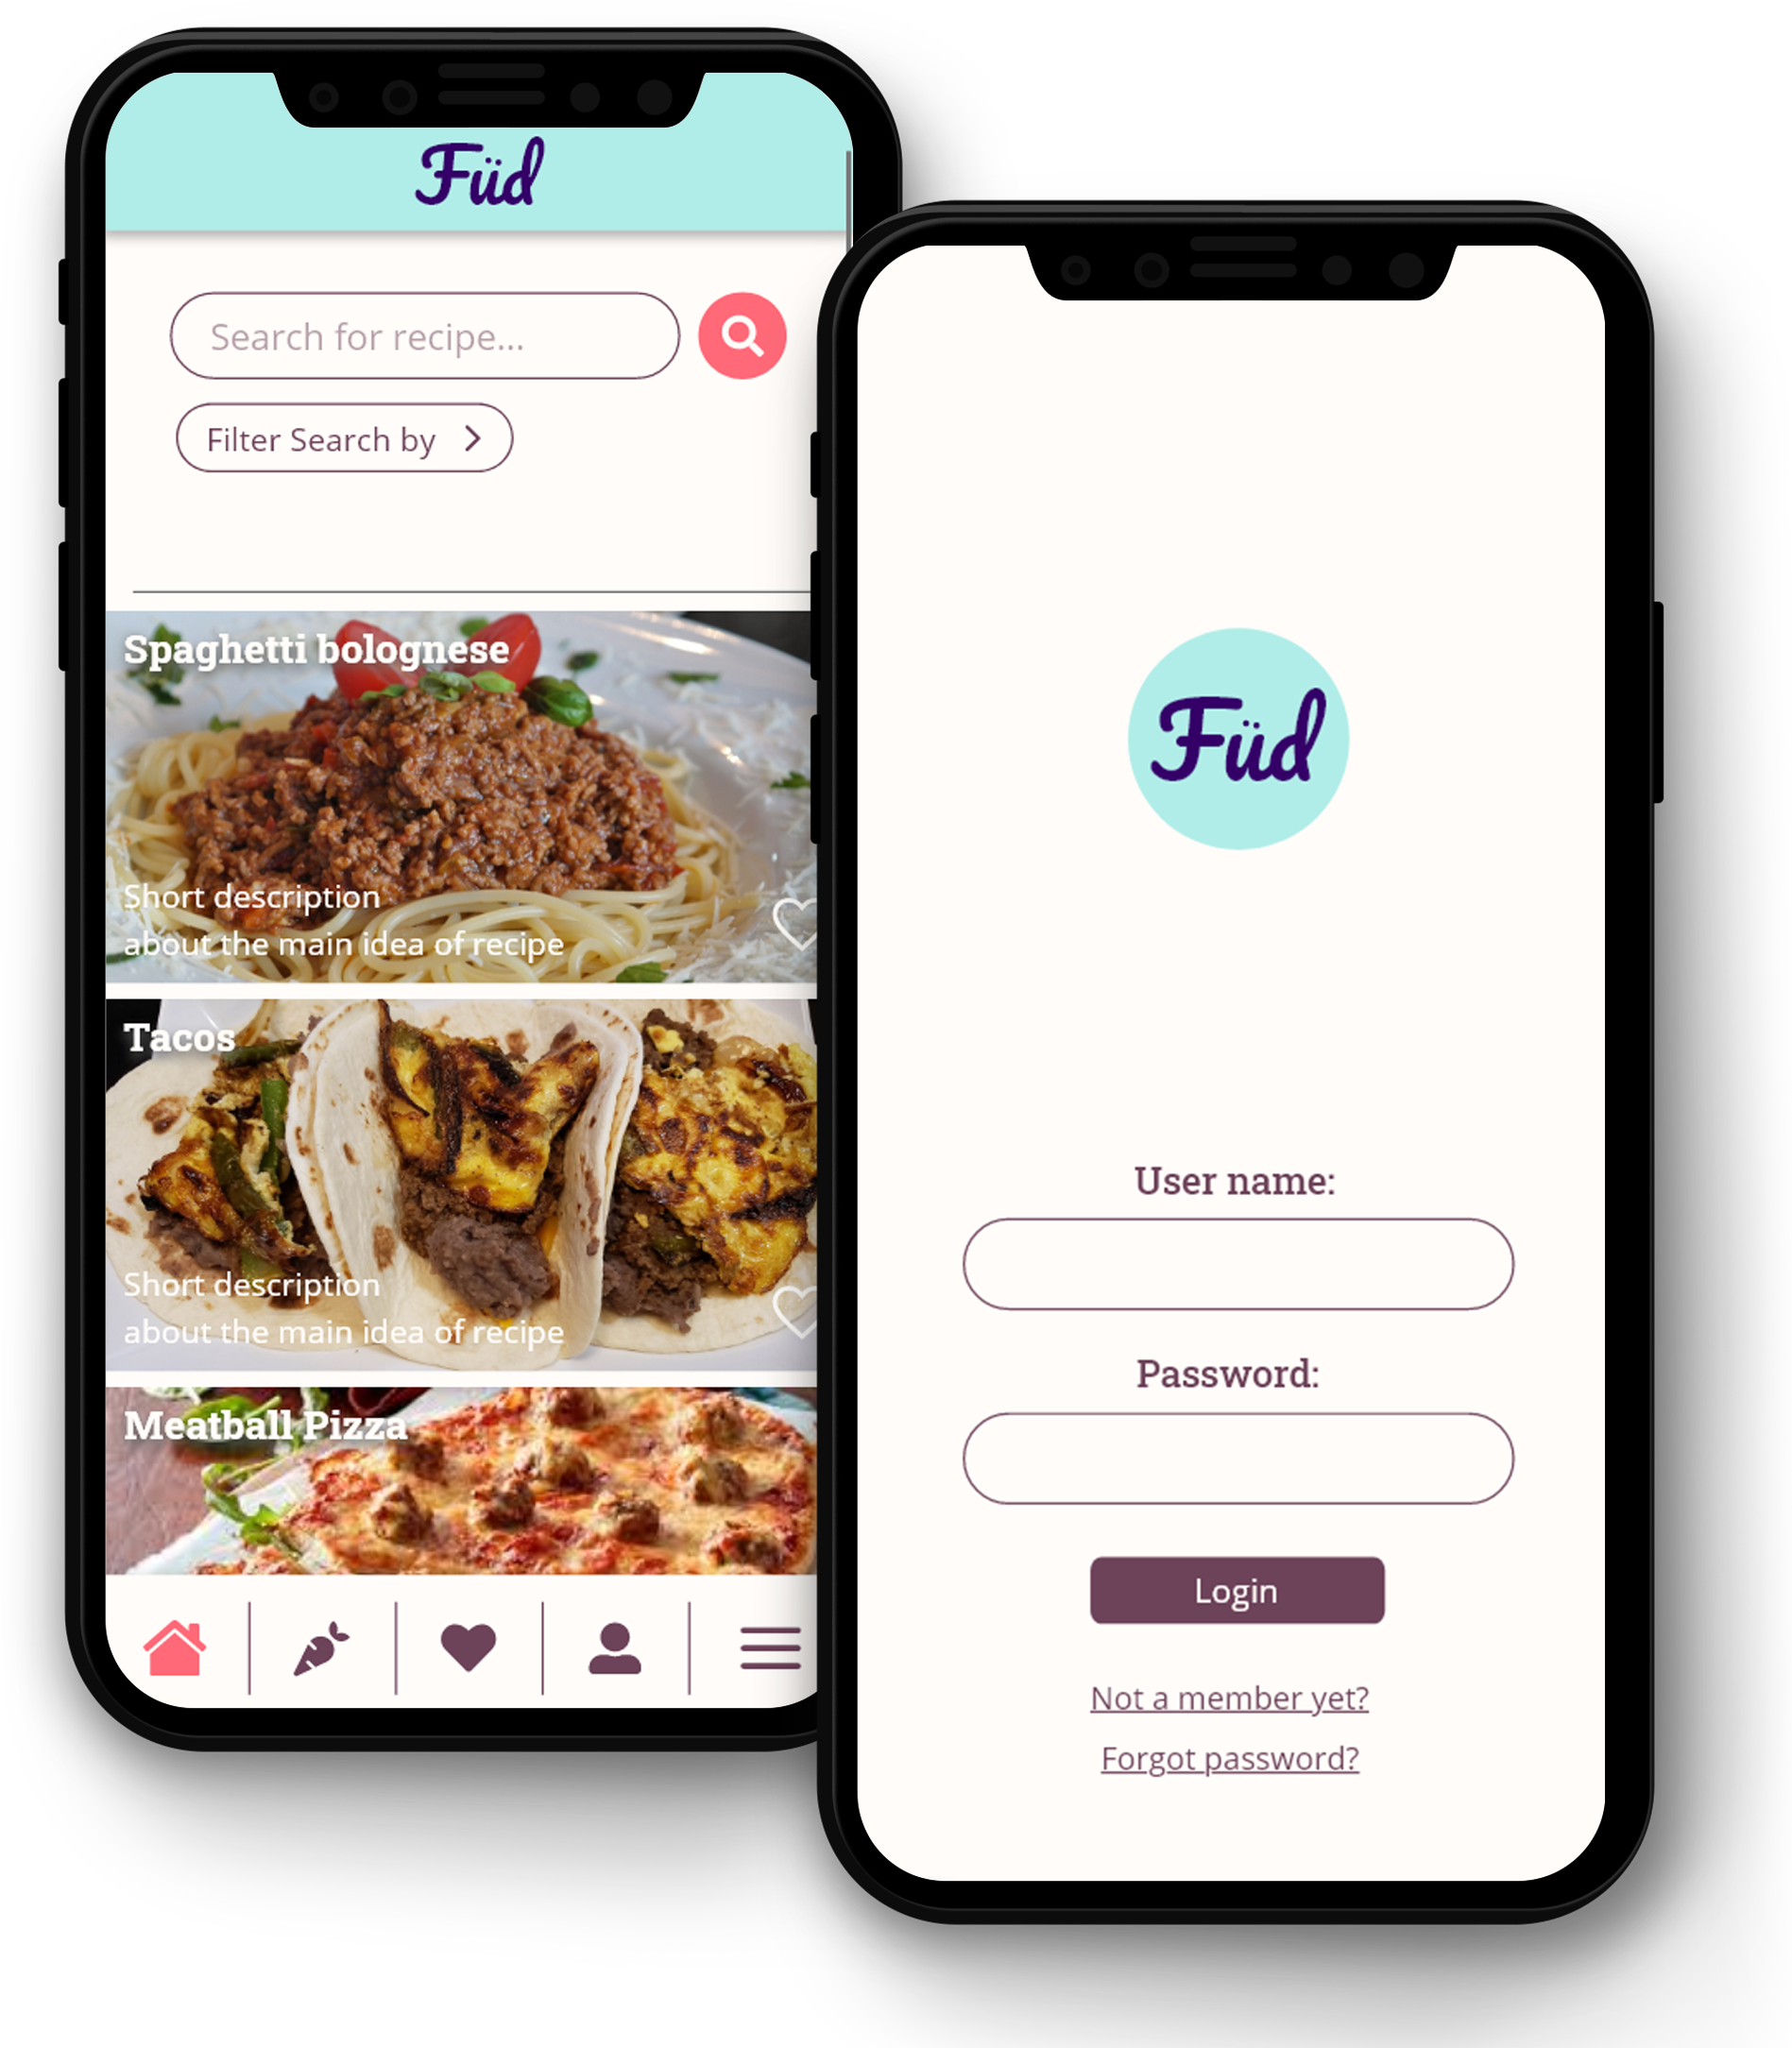 Füd
Search for recipe...
Filter Search by
Spaghetti bolognese
Short description
about the main idea of recipe
Tacos
Short description
about the main idea of recipe
Meatball Pizza
Füd
User name:
Password:
Login
Not a member yet?
Forgot password?